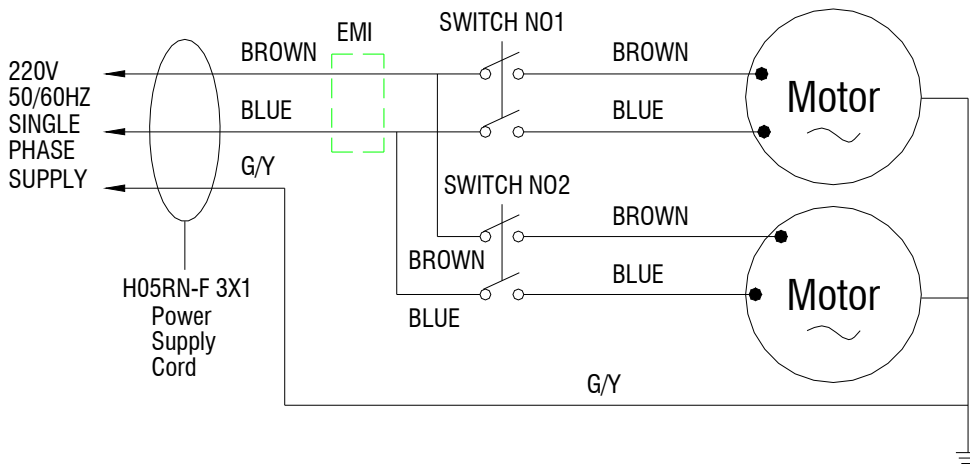 SWITCH NO1
EMI
BROWN
BROWN
220V
50/60HZ
SINGLE
PHASE
SUPPLY
BLUE
BLUE
Motor
G/Y
SWITCH NO2
BROWN
BROWN
BLUE
BLUE
Motor
H05RN-F 3X1
Power
Supply
Cord
G/Y